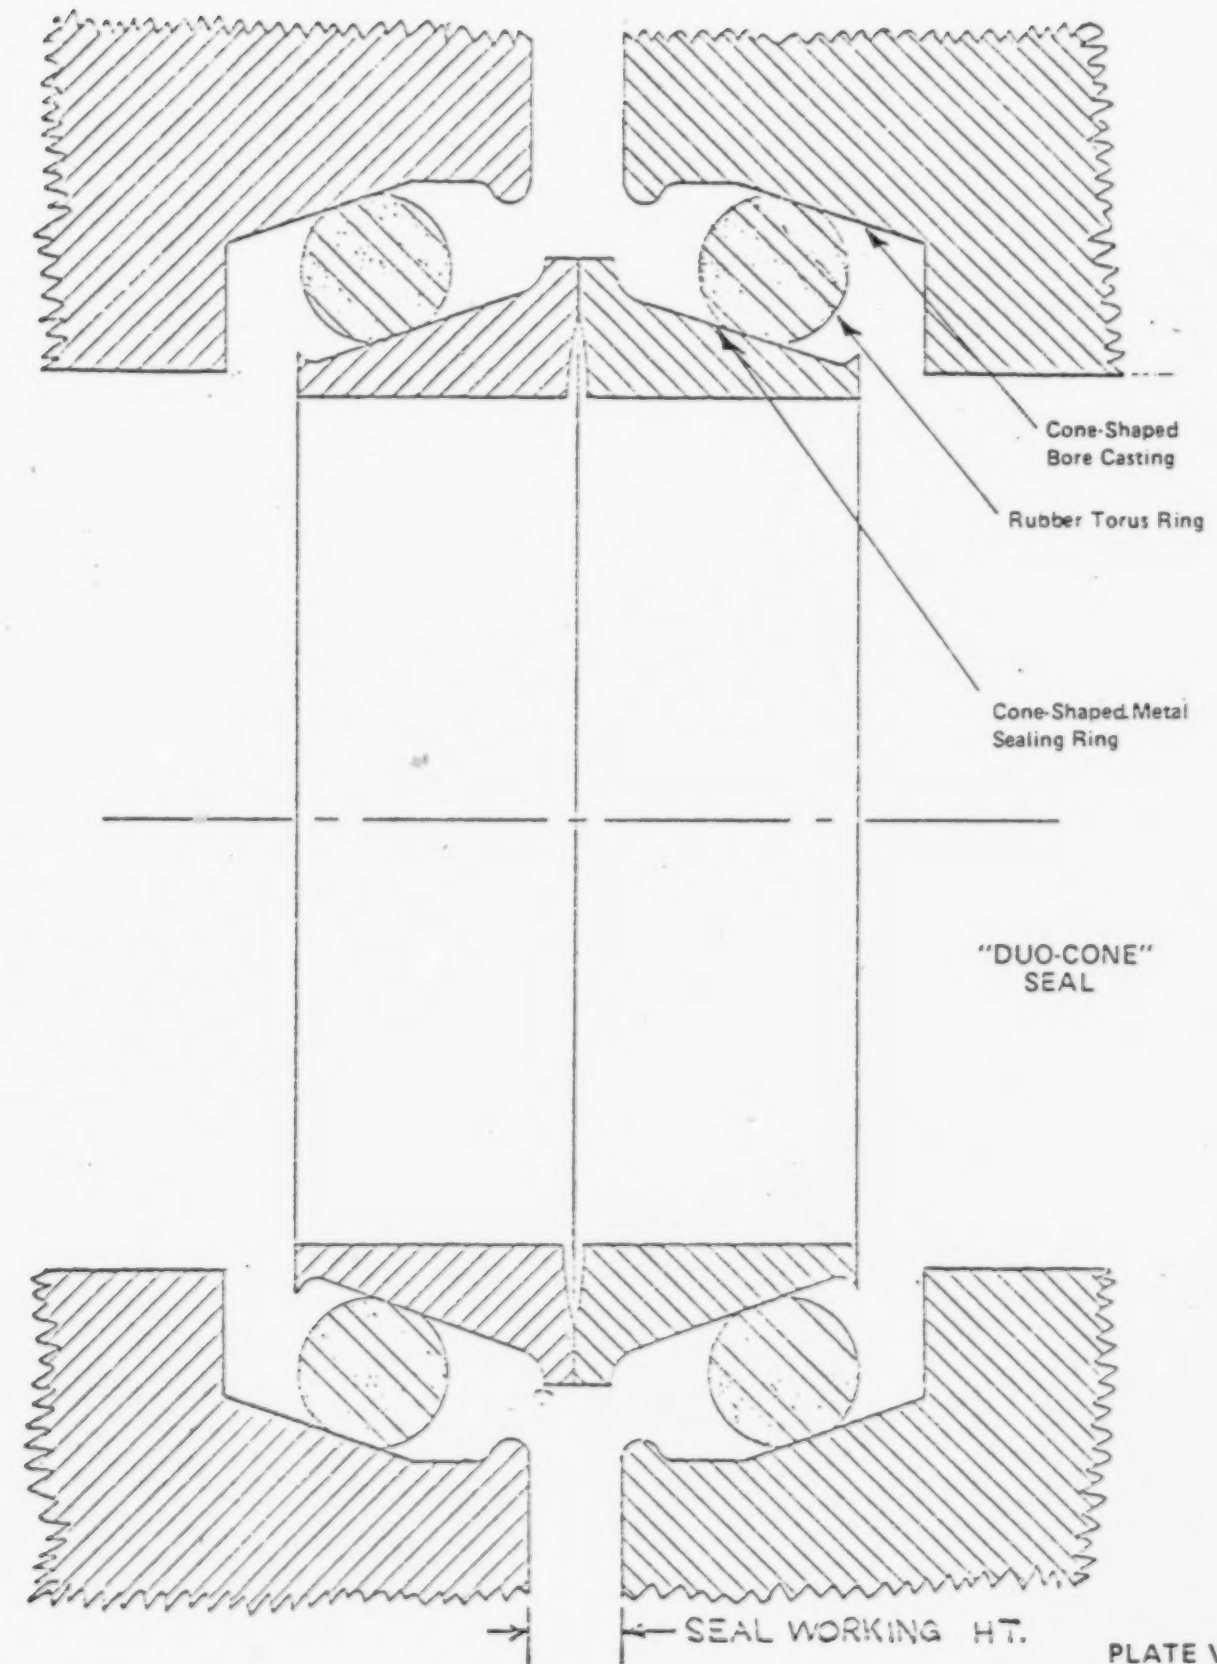 Cone-Shaped
Bore Casting
Rubber Torus Ring
Cone-Shaped Metal
Sealing Ring
"DUO-CONE"
SEAL
SEAL WORKING HT.
PLATE V